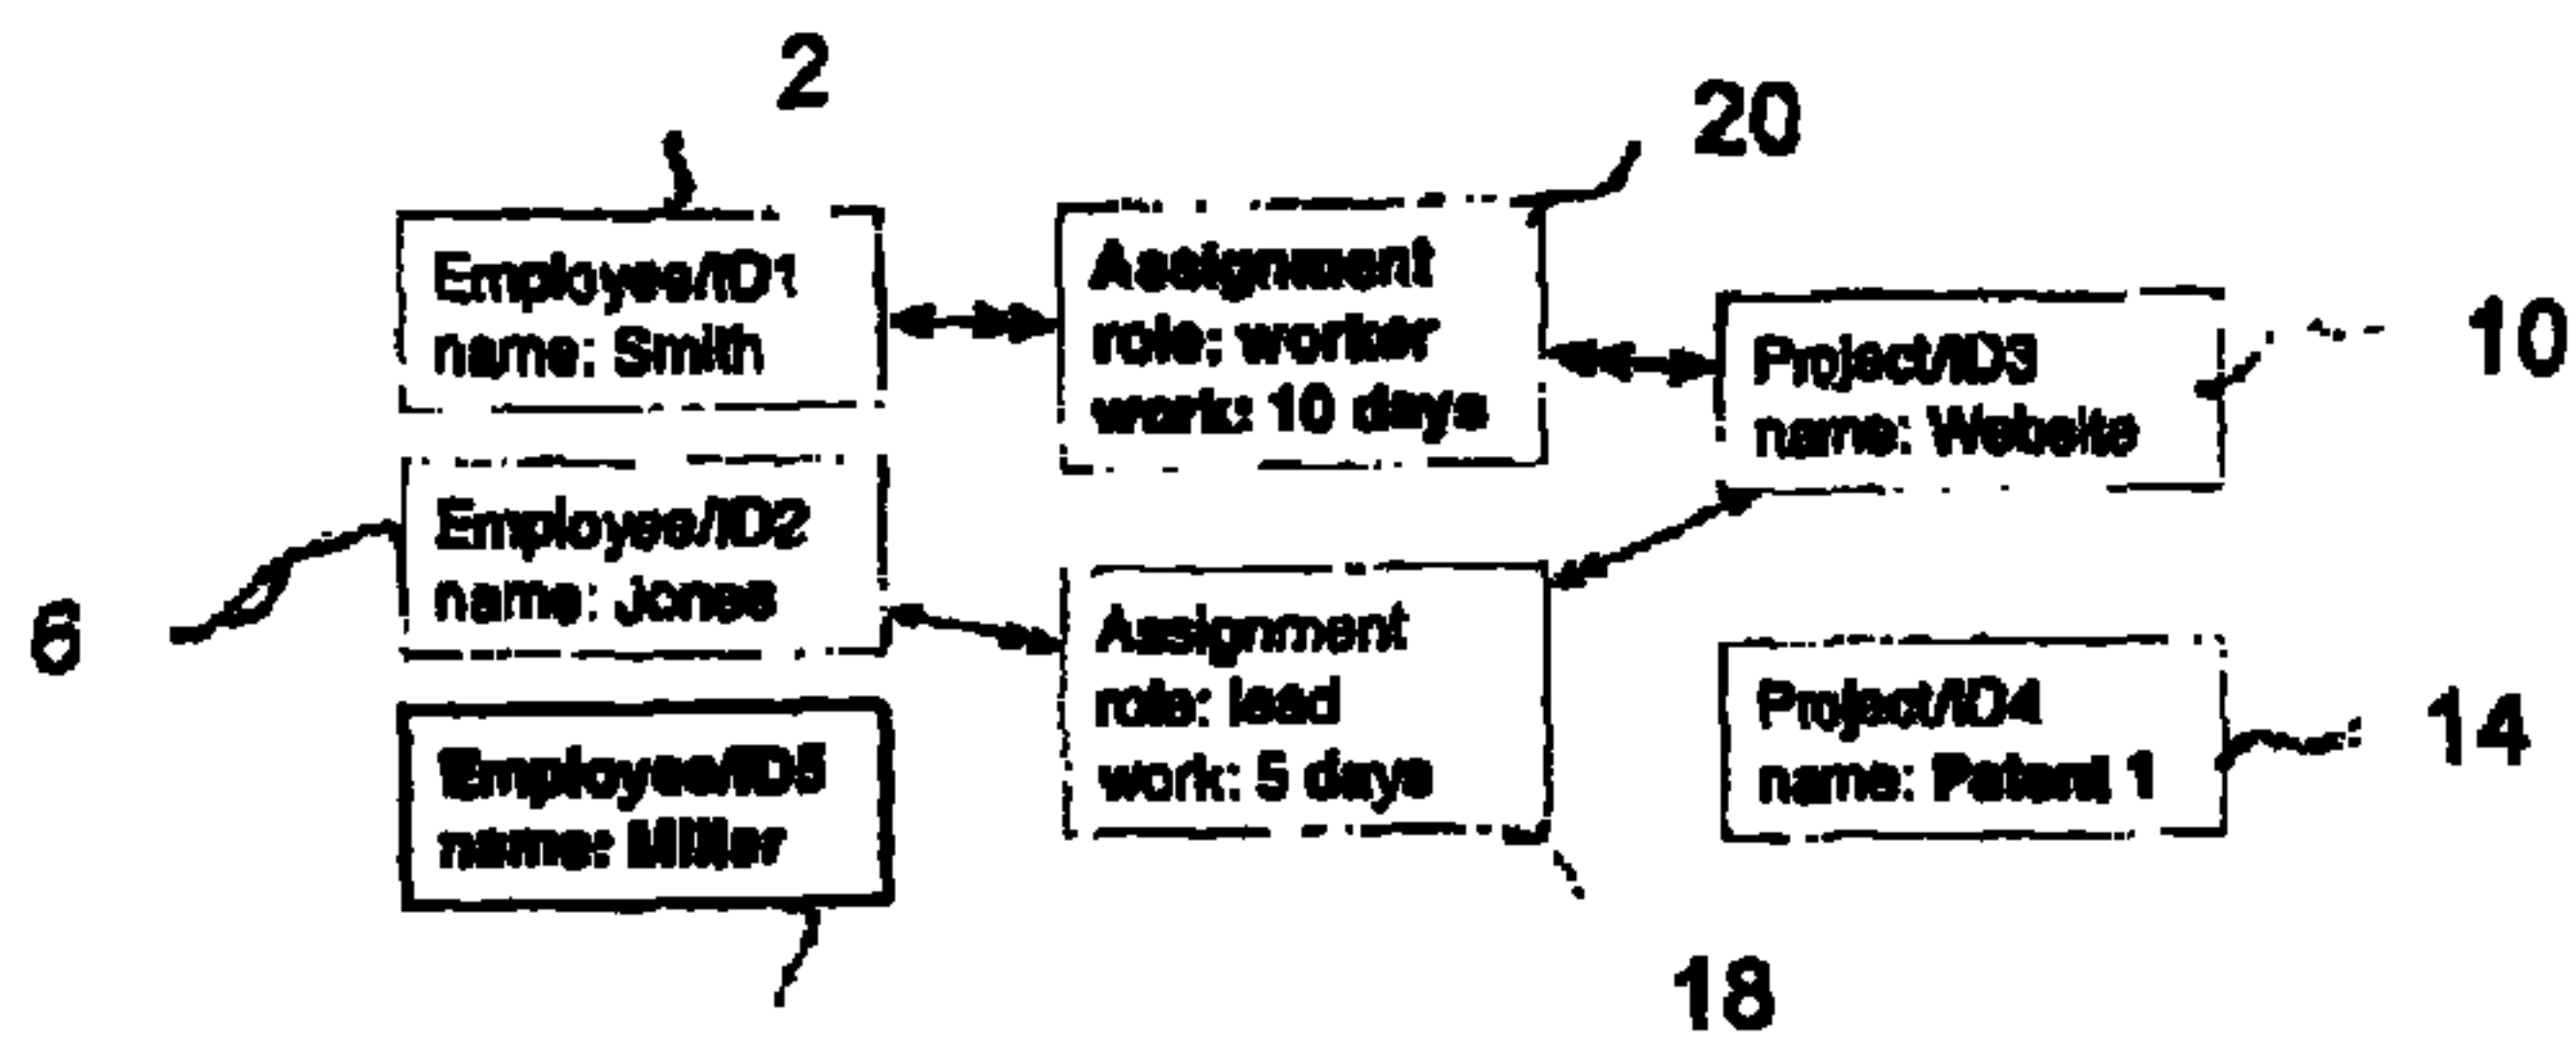 2
20
Employee/ID1
name: Smith
Assignment
role: worker
work: 10 days
Project/ID3
name: Website
10
Employee/ID2
name: Jones
6
Assignment
role: lead
work: 5 days
Project/ID4
name: Patent 1
14
Employee/ID5
name: Miller
18